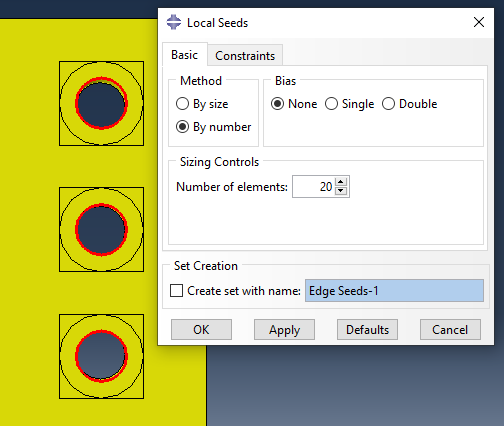 Local Seeds
Basic Constraints
Method Bias
By size None Single Double
By number
Sizing Controls
Number of elements: 20
Set Creation
Create set with name: Edge Seeds-1
OK Apply Defaults Cancel